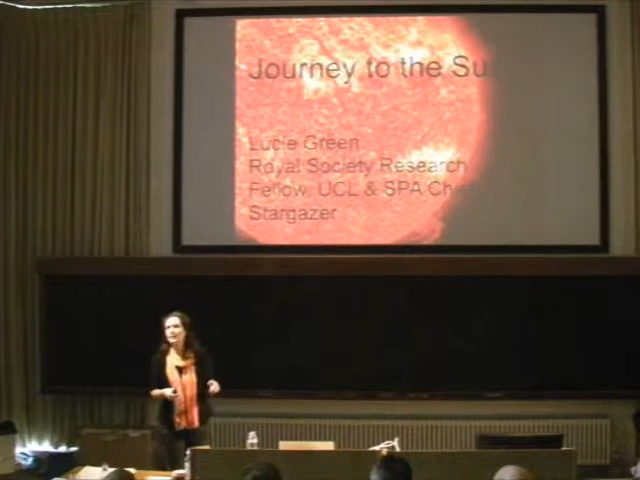 Journey to the Su
Lucie Green
Royal Society Research
Fellow, UCL & SPA Ch
Stargazer